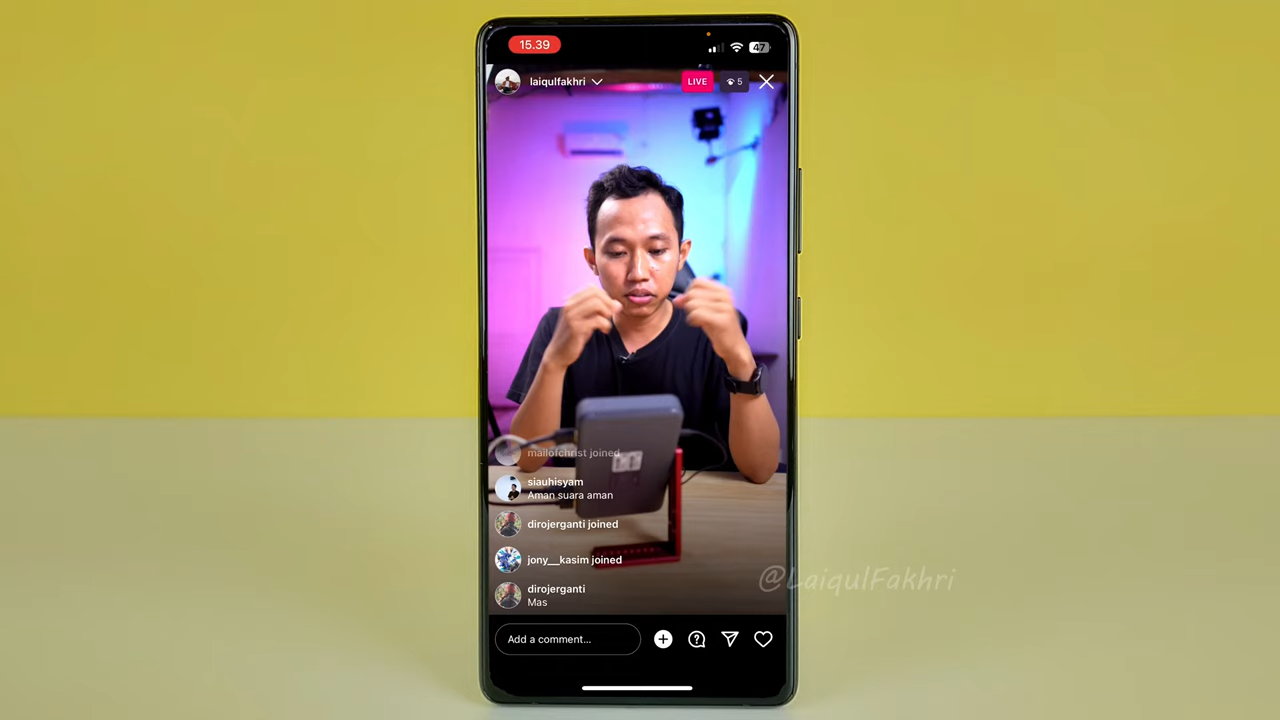 15.39
47
laiqulfakhri
LIVE
5
mailofchrist joined
siauhisyam
Aman suara aman
dirojerganti joined
jony__kasim joined
dirojerganti
Mas
@LaiqulFakhri
Add a comment...